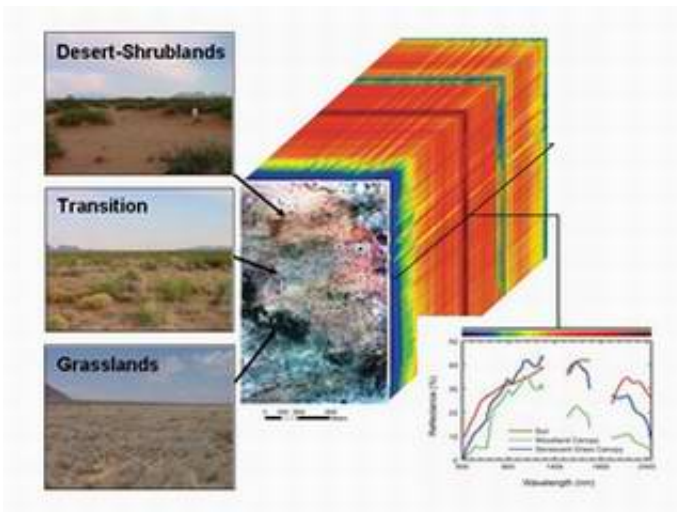 Desert-Shrublands
Transition
Grasslands
Reflectance (%)
Soil
Woodland Canopy
Senescent Grass Canopy
Wavelength (nm)